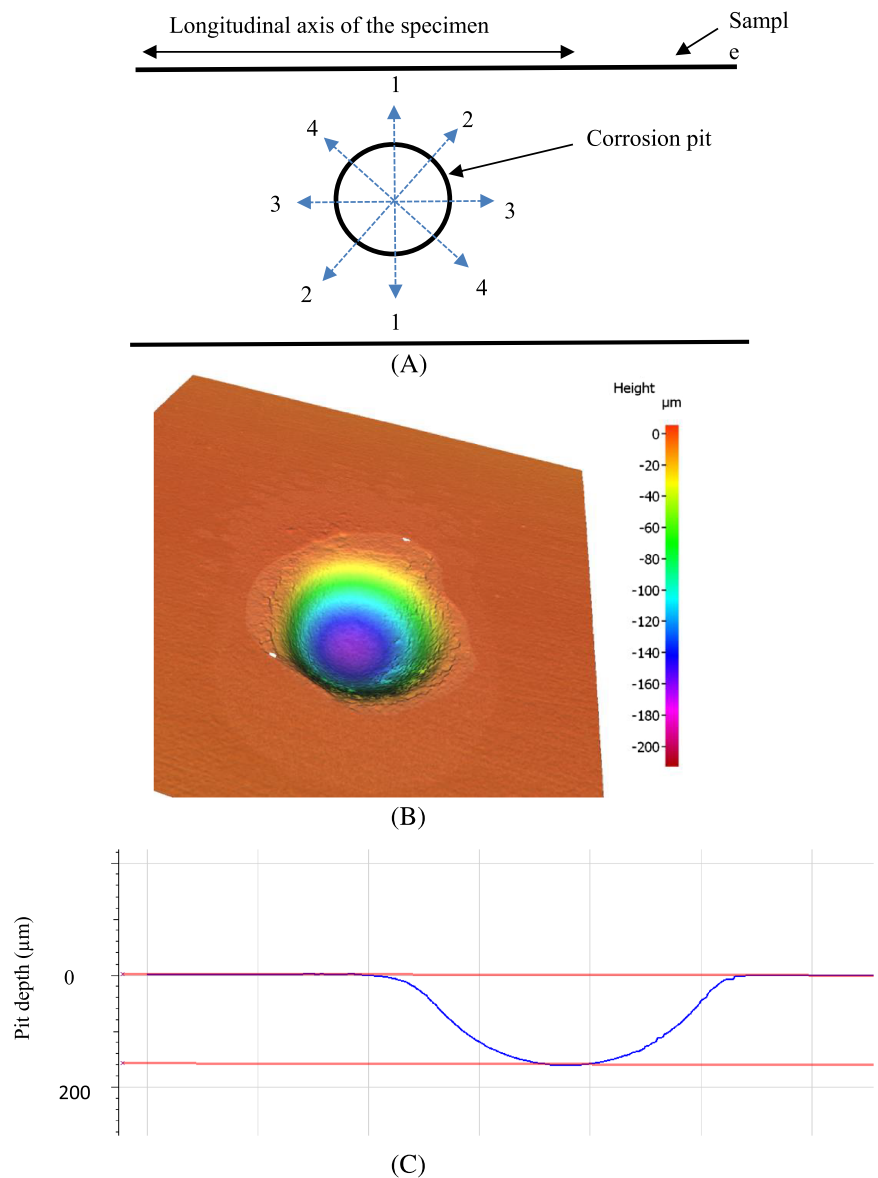 Longitudinal axis of the specimen
Sampl
e
1
2
4
Corrosion pit
3
3
2
4
1
(A)
Height
µm
0
-20
-40
-60
-80
-100
-120
-140
-160
-180
-200
(B)
Pit depth (µm)
0
200
(C)